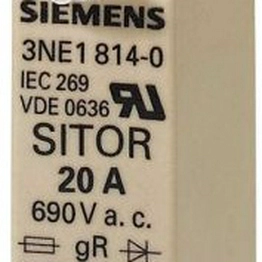 SIEMENS
3NE1 814-0
IEC 269
VDE 0636
SITOR
20 A
690 V a. c.
gR